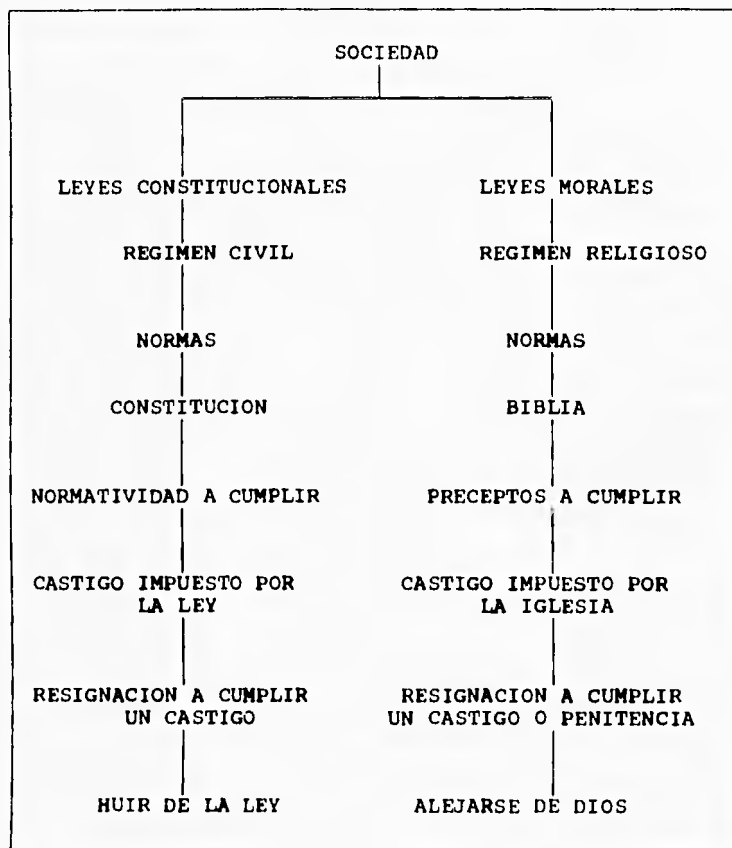 SOCIEDAD
LEYES CONSTITUCIONALES
LEYES MORALES
REGIMEN CIVIL
REGIMEN RELIGIOSO
NORMAS
NORMAS
CONSTITUCION
BIBLIA
NORMATIVIDAD A CUMPLIR
PRECEPTOS A CUMPLIR
CASTIGO IMPUESTO POR
LA LEY
CASTIGO IMPUESTO POR
LA IGLESIA
RESIGNACION A CUMPLIR
UN CASTIGO
RESIGNACION A CUMPLIR
UN CASTIGO O PENITENCIA
HUIR DE LA LEY
ALEJARSE DE DIOS